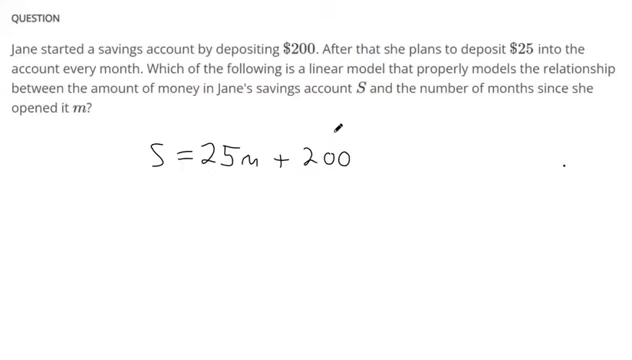 QUESTION
Jane started a savings account by depositing $200. After that she plans to deposit $25 into the
account every month. Which of the following is a linear model that properly models the relationship
between the amount of money in Jane's savings account S and the number of months since she
opened it m?
S = 25m + 200